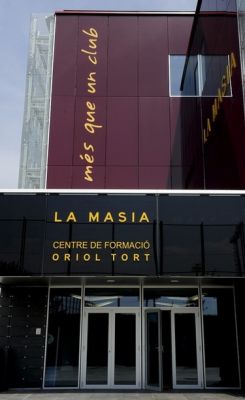 més que un club
LA MASIA
LA MASIA
CENTRE DE FORMACIÓ
ORIOL TORT